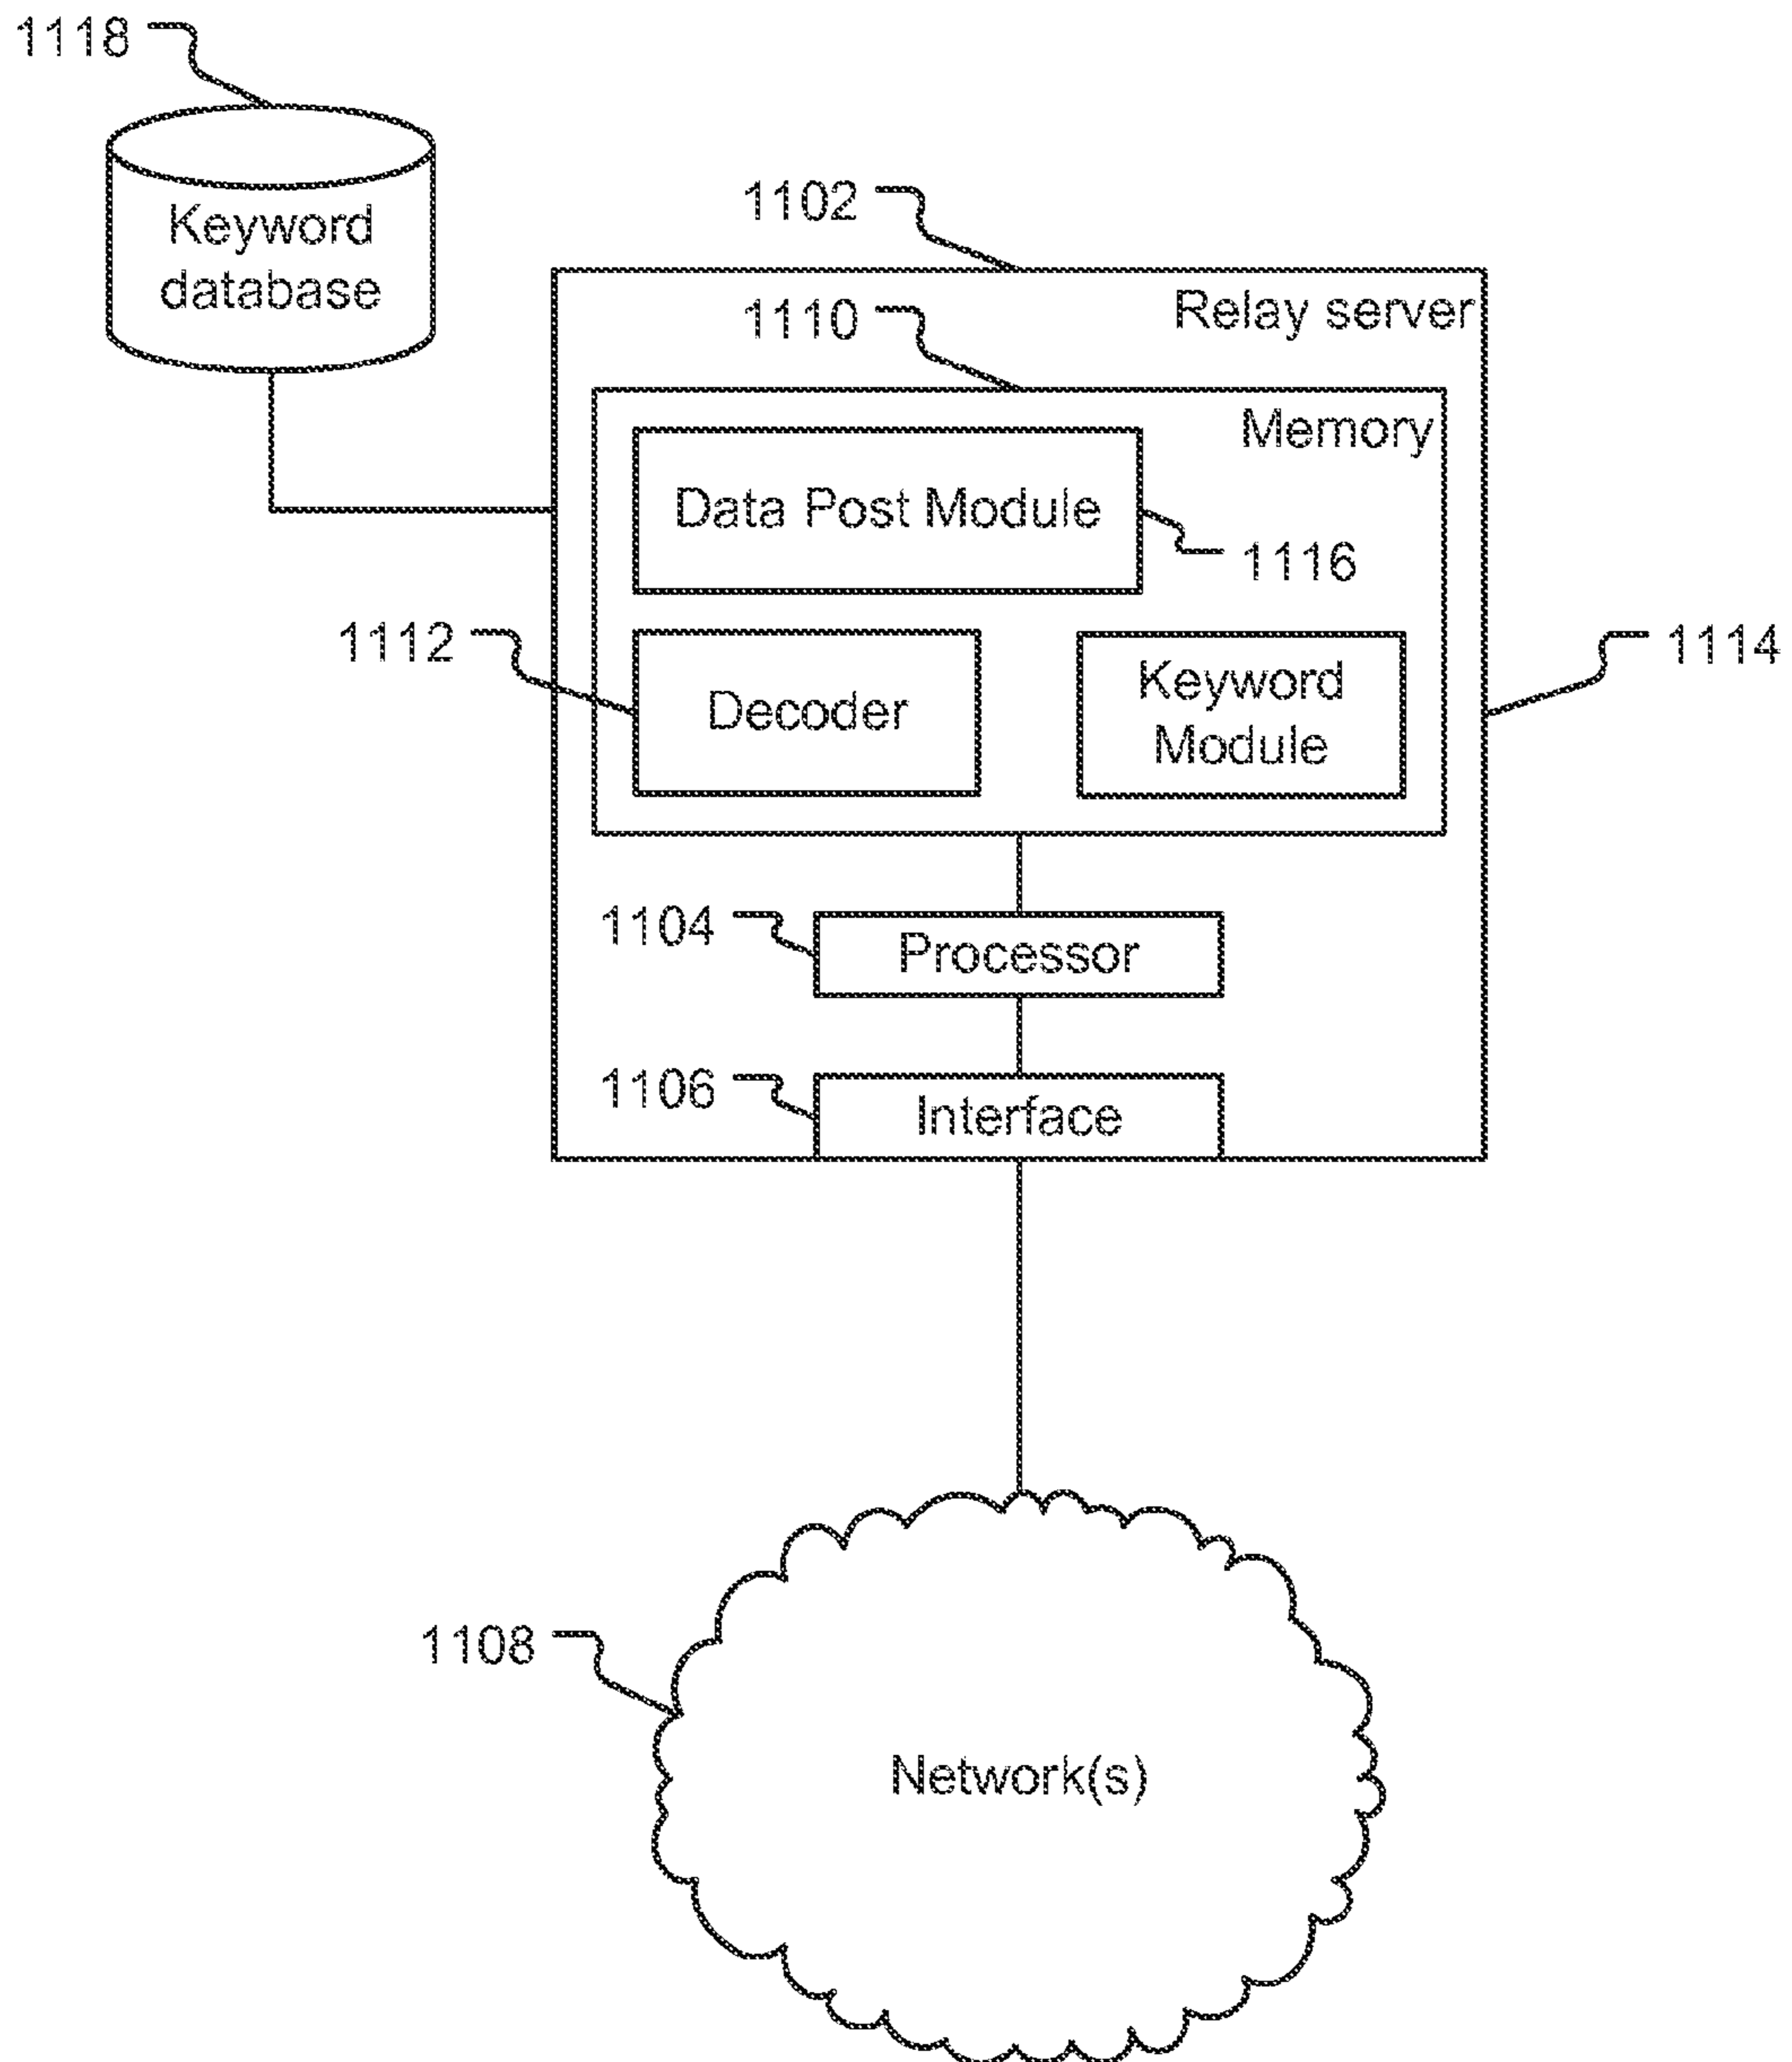 1118
Keyword
database
1102
Relay server
1110
Memory
Data Post Module
1116
1112
Decoder
Keyword
Module
1114
1104
Processor
1106
Interface
1108
Network(s)